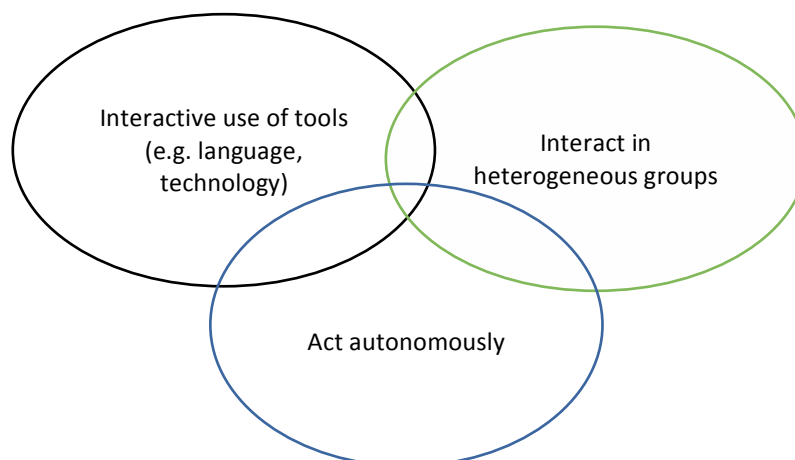 Interactive use of tools
(e.g. language,
technology)
Interact in
heterogeneous groups
Act autonomously